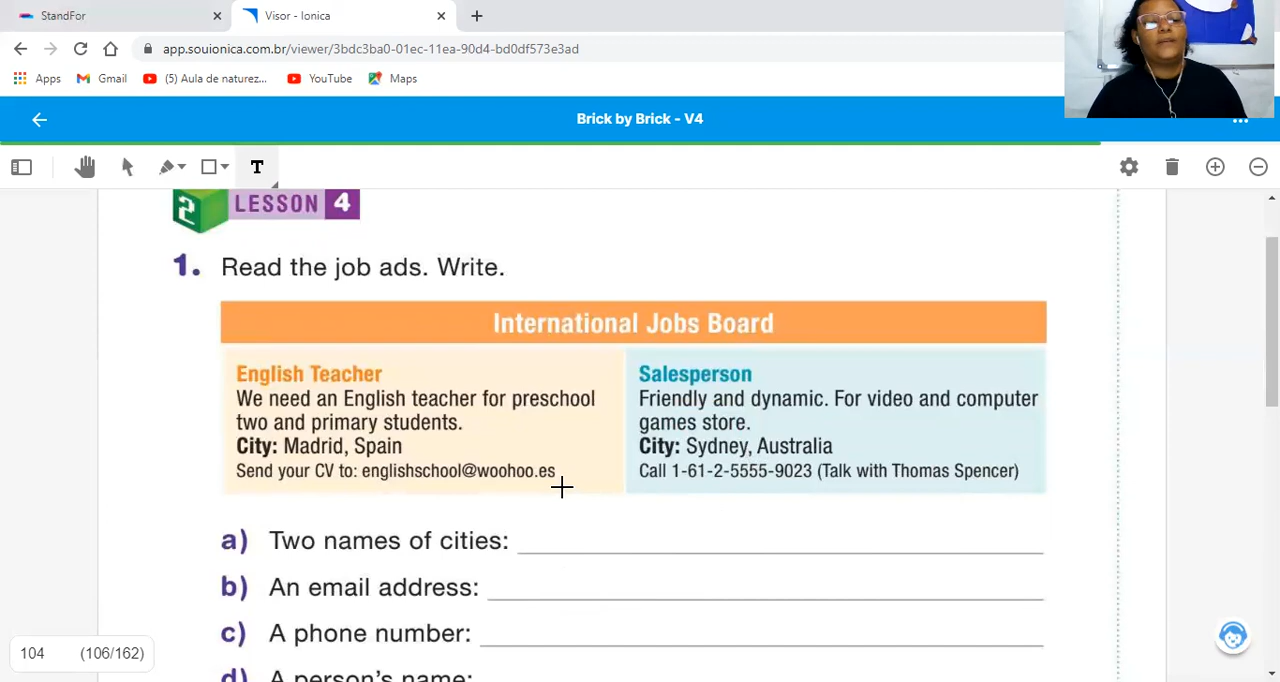 StandFor
Visor - Ionica
app.souionica.com.br/viewer/3bdc3ba0-01ec-11ea-90d4-bd0df573e3ad
Apps Gmail (5) Aula de naturez... YouTube Maps
Brick by Brick - V4
T
2 LESSON 4
1. Read the job ads. Write.
International Jobs Board
English Teacher
We need an English teacher for preschool
two and primary students.
City: Madrid, Spain
Send your CV to: englishschool@woohoo.es
Salesperson
Friendly and dynamic. For video and computer
games store.
City: Sydney, Australia
Call 1-61-2-5555-9023 (Talk with Thomas Spencer)
a) Two names of cities:
b) An email address:
c) A phone number:
d) A person's name:
104 (106/162)